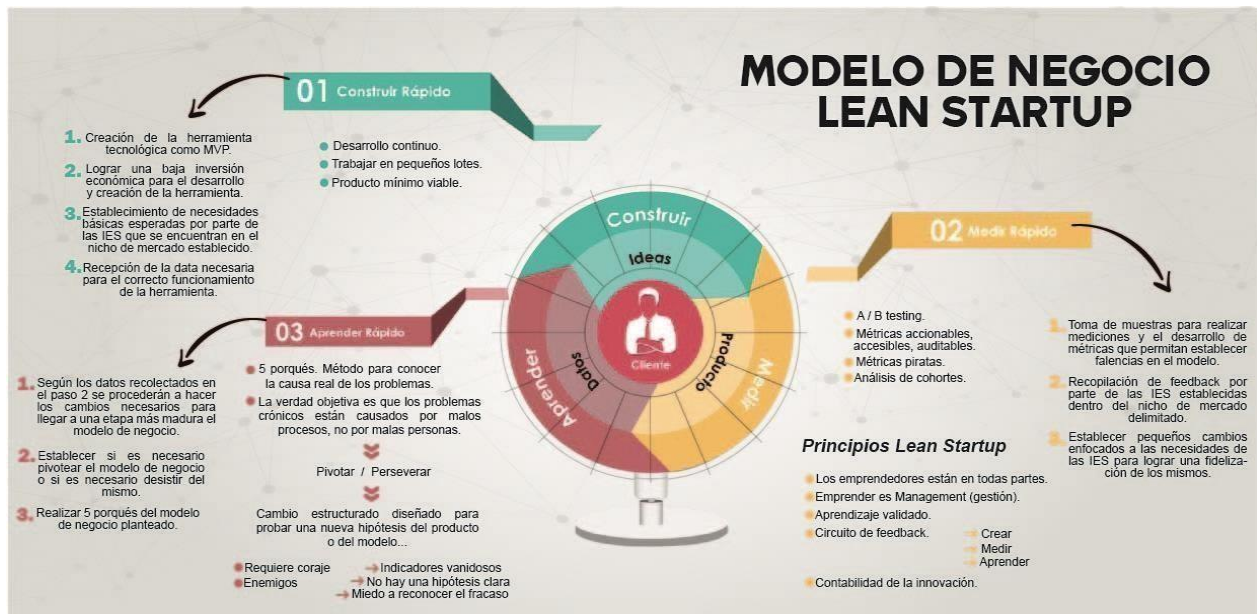 MODELO DE NEGOCIO
LEAN STARTUP
01 Construir Rápido
1. Creación de la herramienta
tecnológica como MVP.
2. Lograr una baja inversión
económica para el desarrollo
y creación de la herramienta.
3. Establecimiento de necesidades
básicas esperadas por parte de
las IES que se encuentran en el
nicho de mercado establecido.
4. Recepción de la data necesaria
para el correcto funcionamiento
de la herramienta.
Desarrollo continuo.
Trabajar en pequeños lotes.
Producto mínimo viable.
Construir
Ideas
Medir
Producto
Aprender
Datos
Cliente
02 Medir Rápido
A / B testing.
Métricas accionables,
accesibles, auditables.
Métricas piratas.
Análisis de cohortes.
1. Toma de muestras para realizar
mediciones y el desarrollo de
métricas que permitan establecer
falencias en el modelo.
2. Recopilación de feedback por
parte de las IES establecidas
dentro del nicho de mercado
delimitado.
3. Establecer pequeños cambios
enfocados a las necesidades de
las IES para lograr una fideliza-
ción de los mismos.
03 Aprender Rápido
1. Según los datos recolectados en
el paso 2 se procederán a hacer
los cambios necesarios para
llegar a una etapa más madura el
modelo de negocio.
2. Establecer si es necesario
pivotear el modelo de negocio
o si es necesario desistir del
mismo.
3. Realizar 5 porqués del modelo
de negocio planteado.
5 porqués. Método para conocer
la causa real de los problemas.
La verdad objetiva es que los problemas
crónicos están causados por malos
procesos, no por malas personas.
Pivotar / Perseverar
Cambio estructurado diseñado para
probar una nueva hipótesis del producto
o del modelo...
Requiere coraje
Enemigos
→ Indicadores vanidosos
→ No hay una hipótesis clara
→ Miedo a reconocer el fracaso
Principios Lean Startup
Los emprendedores están en todas partes.
Emprender es Management (gestión).
Aprendizaje validado.
Circuito de feedback.
→ Crear
→ Medir
→ Aprender
Contabilidad de la innovación.